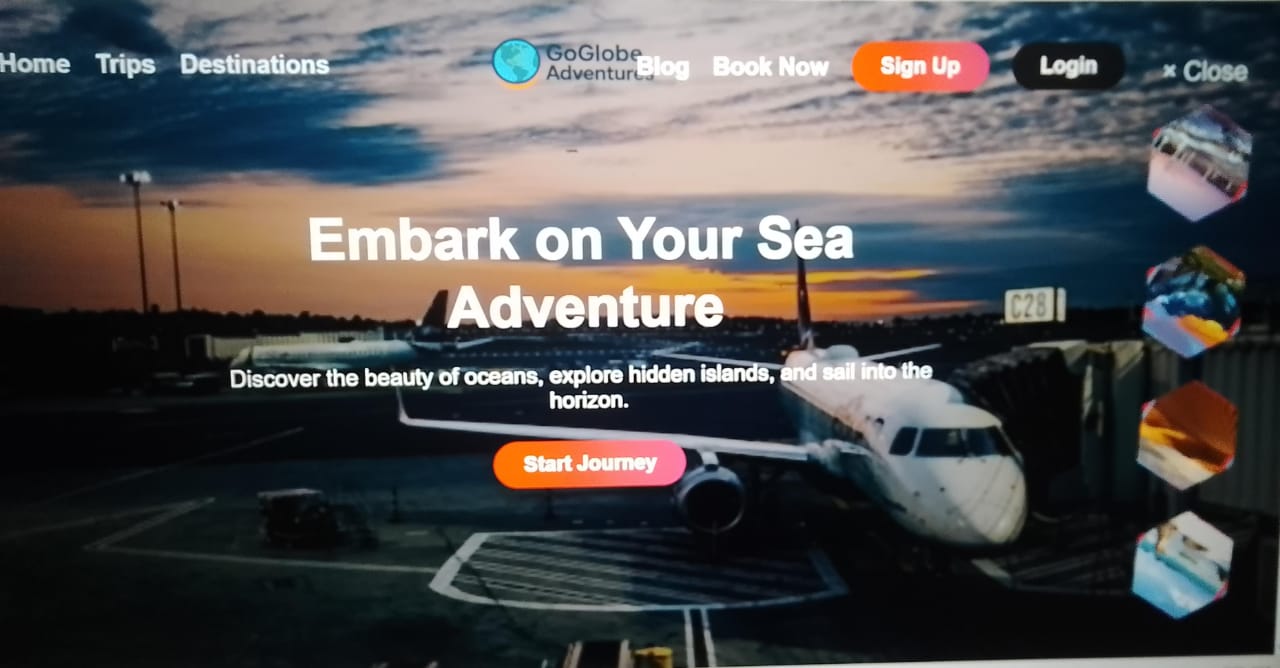 Home Trips Destinations GoGlobe Adventures Blog Book Now Sign Up Login × Close
Embark on Your Sea
Adventure
C28
Discover the beauty of oceans, explore hidden islands, and sail into the
horizon.
Start Journey